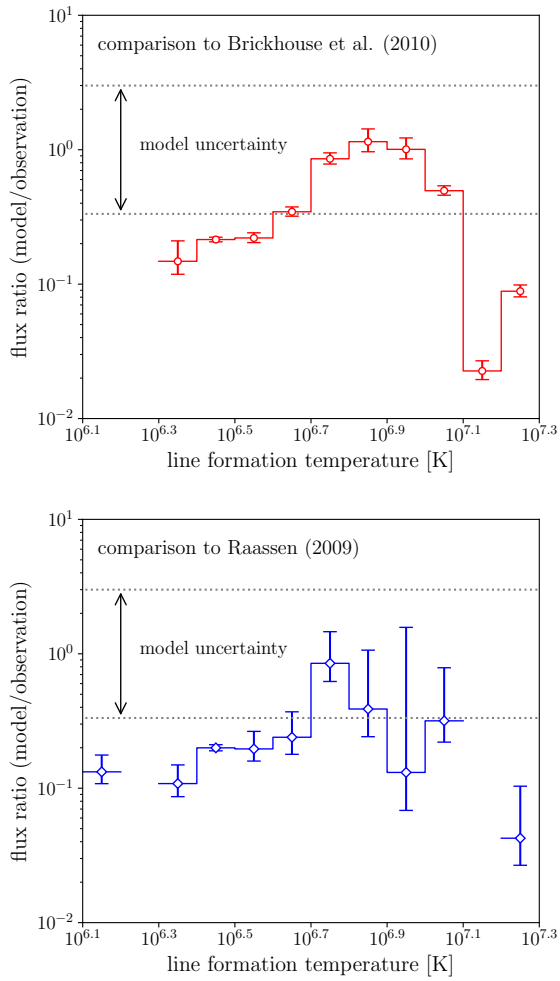 10^1
comparison to Brickhouse et al. (2010)
10^0
model uncertainty
10^-1
10^-2
flux ratio (model/observation)
10^6.1 10^6.3 10^6.5 10^6.7 10^6.9 10^7.1 10^7.3
line formation temperature [K]
10^1
comparison to Raassen (2009)
10^0
model uncertainty
10^-1
10^-2
flux ratio (model/observation)
10^6.1 10^6.3 10^6.5 10^6.7 10^6.9 10^7.1 10^7.3
line formation temperature [K]